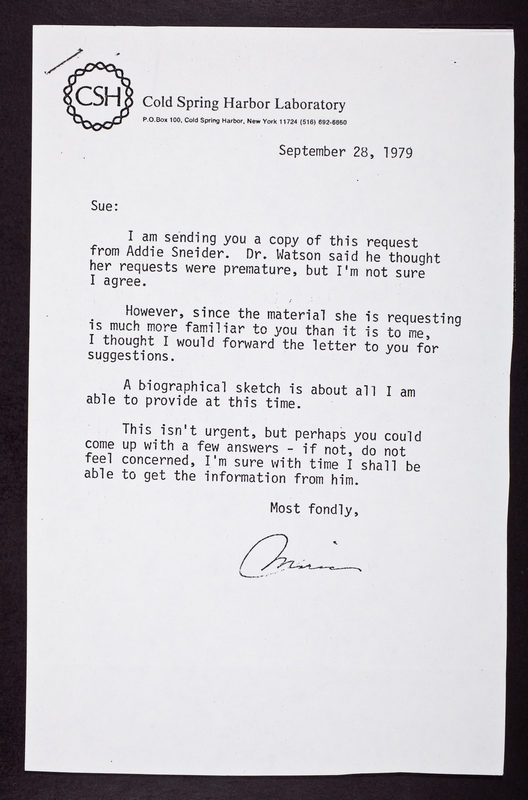 CSH
Cold Spring Harbor Laboratory
P.O.Box 100, Cold Spring Harbor, New York 11724 (516) 692-6660
September 28, 1979
Sue:
I am sending you a copy of this request
from Addie Sneider. Dr. Watson said he thought
her requests were premature, but I'm not sure
I agree.
However, since the material she is requesting
is much more familiar to you than it is to me,
I thought I would forward the letter to you for
suggestions.
A biographical sketch is about all I am
able to provide at this time.
This isn't urgent, but perhaps you could
come up with a few answers - if not, do not
feel concerned, I'm sure with time I shall be
able to get the information from him.
Most fondly,